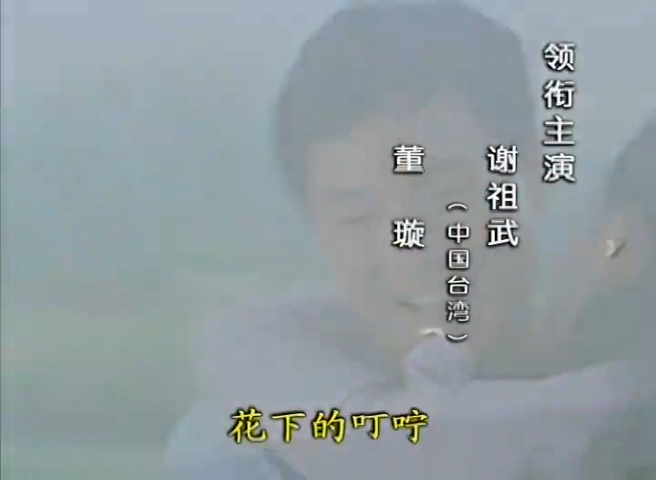 领衔主演
谢祖武
（中国台湾）
董璇
花下的叮咛